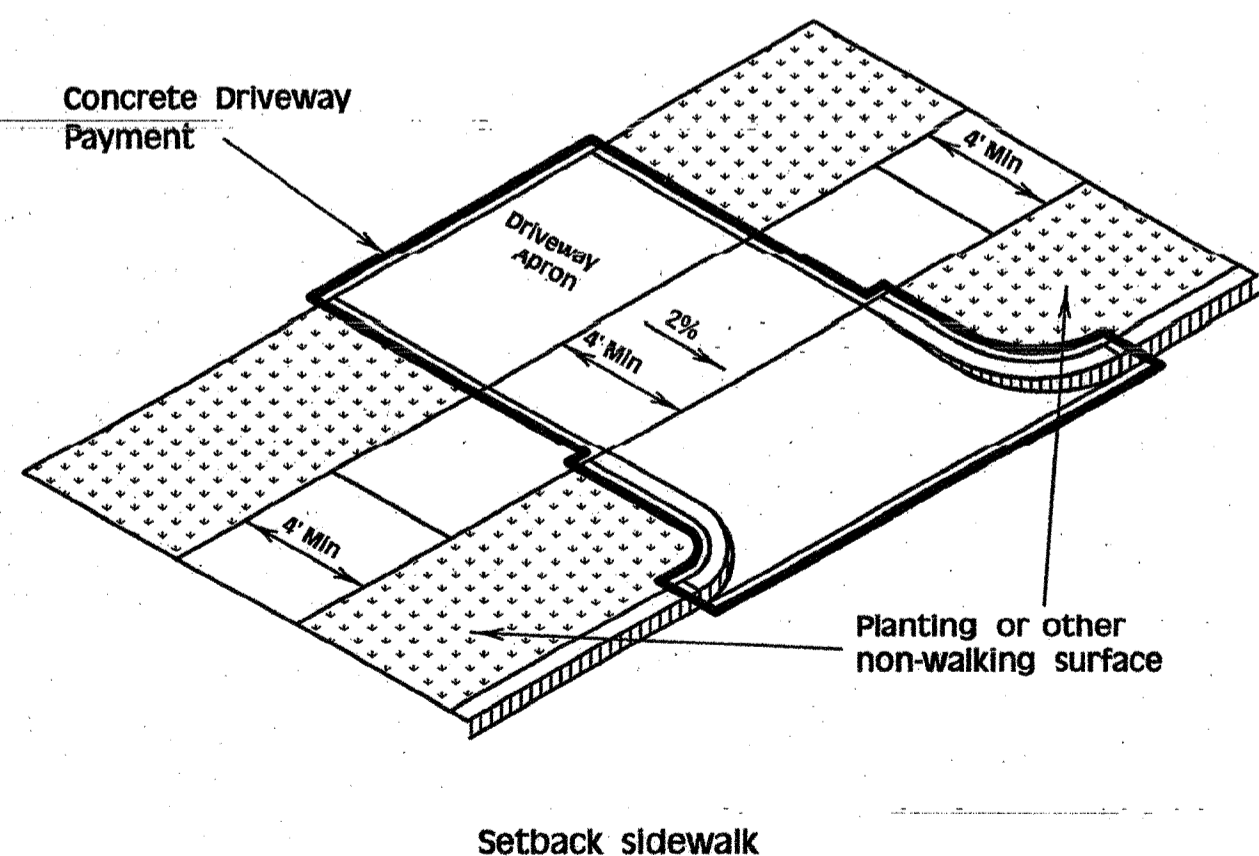 Concrete Driveway
Payment
4' Min
Driveway
Apron
2%
4' Min
4' Min
Planting or other
non-walking surface
Setback sidewalk